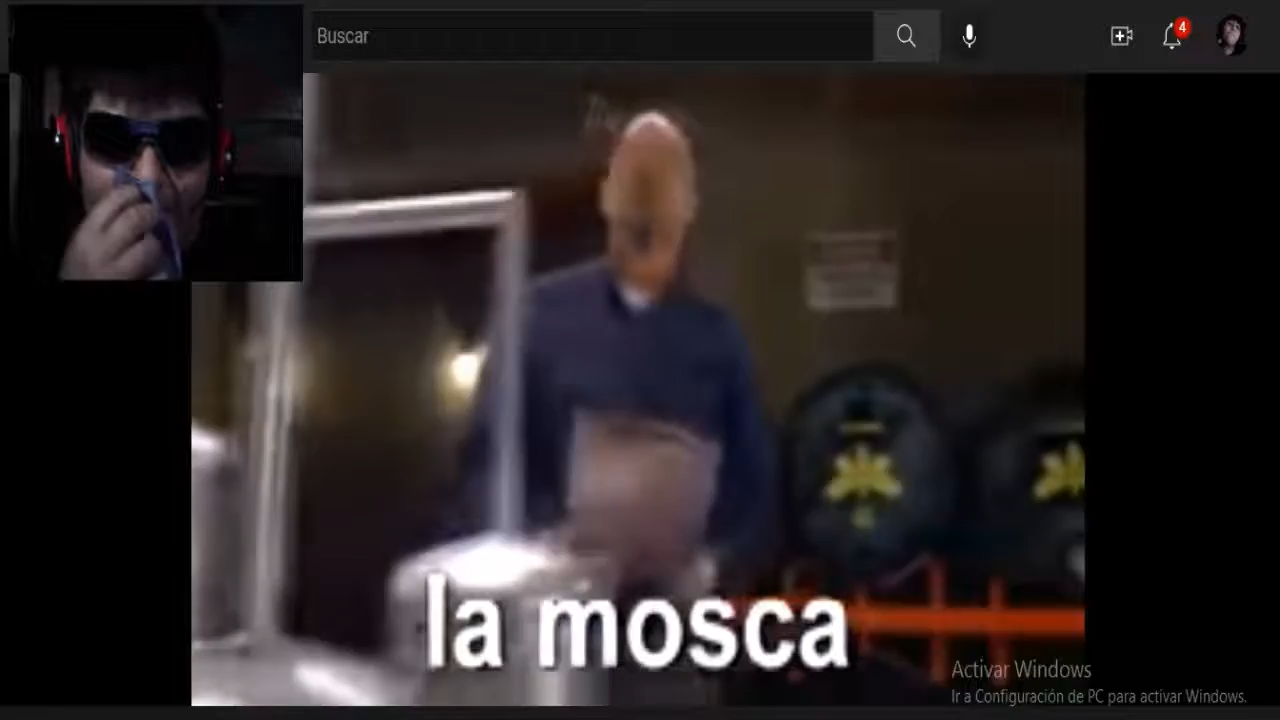 Buscar
4
la mosca
Activar Windows
Ir a Configuración de PC para activar Windows.